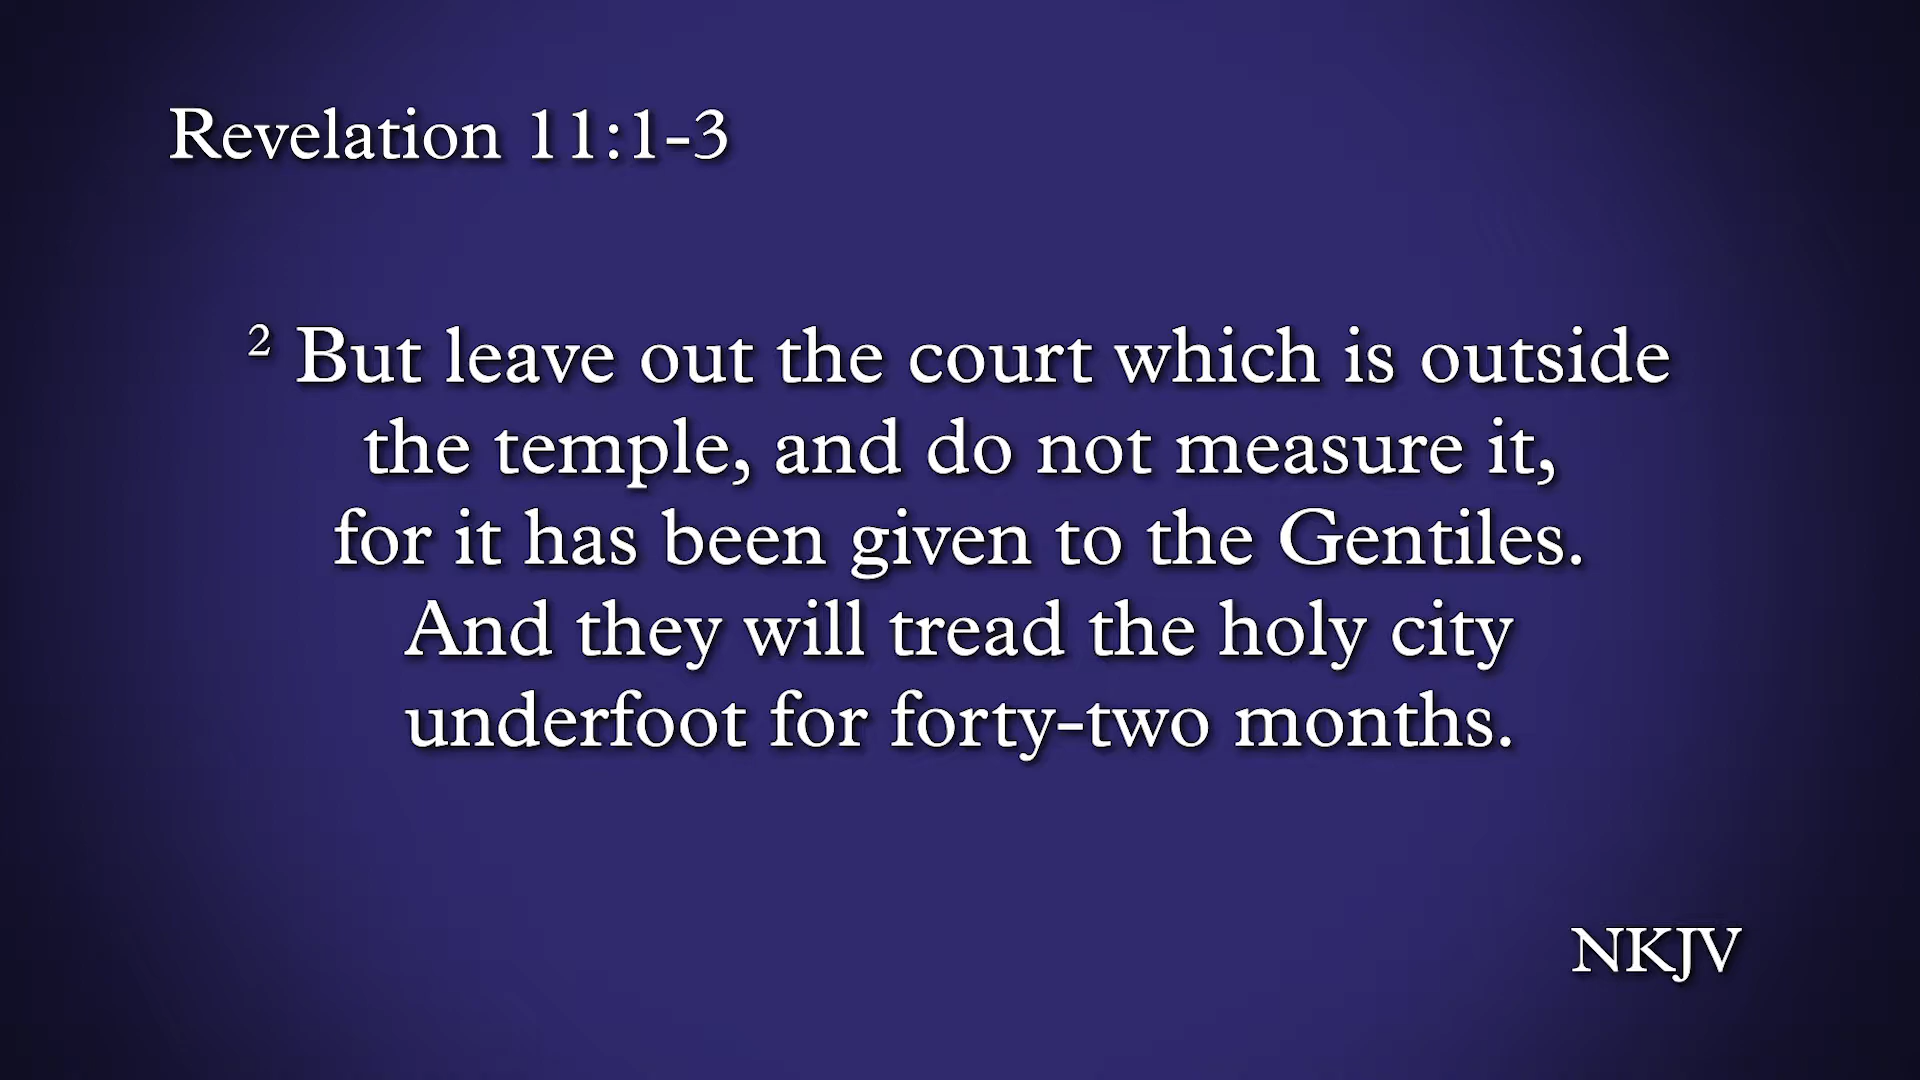 Revelation 11:1-3
² But leave out the court which is outside
the temple, and do not measure it,
for it has been given to the Gentiles.
And they will tread the holy city
underfoot for forty-two months.
NKJV